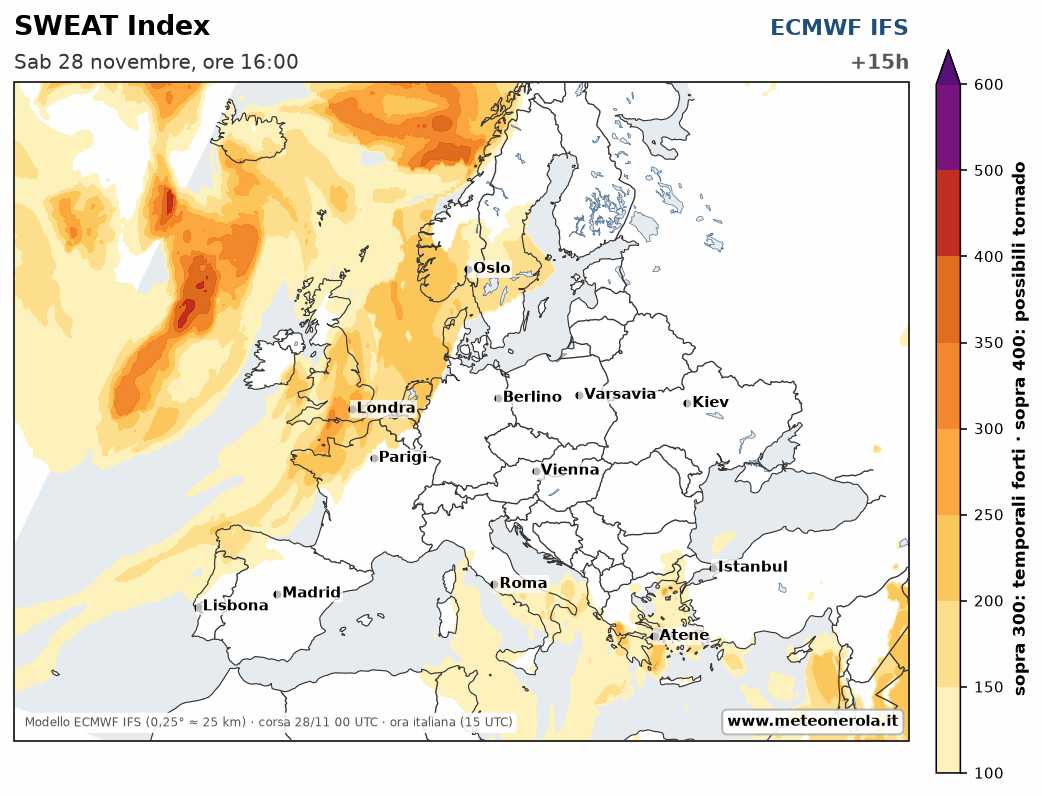 SWEAT Index
ECMWF IFS
Sab 28 novembre, ore 16:00
+15h
600
500
400
350
300
250
200
150
100
sopra 300: temporali forti · sopra 400: possibili tornado
Oslo
Londra
Berlino
Varsavia
Kiev
Parigi
Vienna
Istanbul
Roma
Madrid
Lisbona
Atene
Modello ECMWF IFS (0,25° ≈ 25 km) · corsa 28/11 00 UTC · ora italiana (15 UTC)
www.meteonerola.it